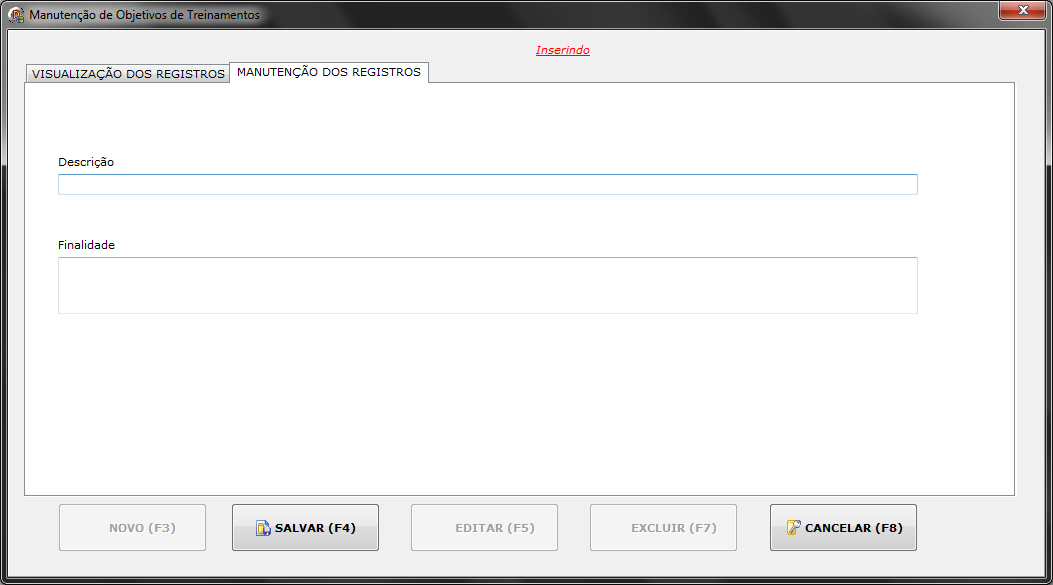 Manutenção de Objetivos de Treinamentos
Inserindo
VISUALIZAÇÃO DOS REGISTROS MANUTENÇÃO DOS REGISTROS
Descrição
Finalidade
NOVO (F3) SALVAR (F4) EDITAR (F5) EXCLUIR (F7) CANCELAR (F8)